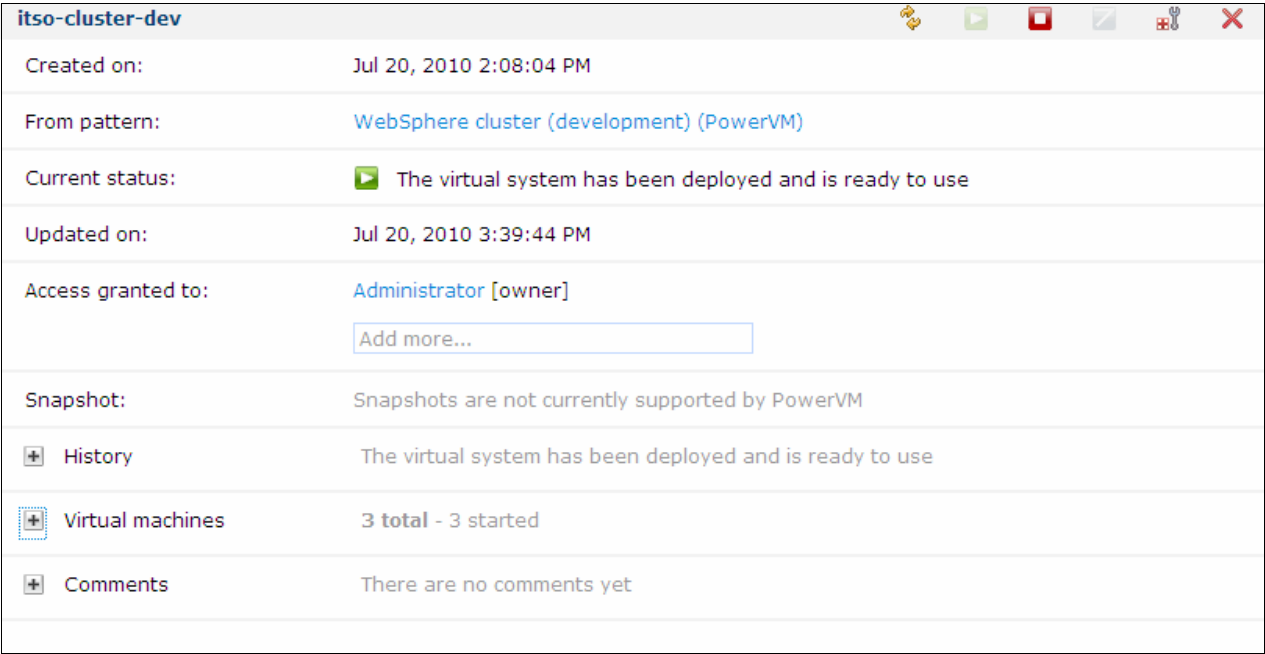 itso-cluster-dev
Created on: Jul 20, 2010 2:08:04 PM
From pattern: WebSphere cluster (development) (PowerVM)
Current status: The virtual system has been deployed and is ready to use
Updated on: Jul 20, 2010 3:39:44 PM
Access granted to: Administrator [owner]
Add more...
Snapshot: Snapshots are not currently supported by PowerVM
History The virtual system has been deployed and is ready to use
Virtual machines 3 total - 3 started
Comments There are no comments yet